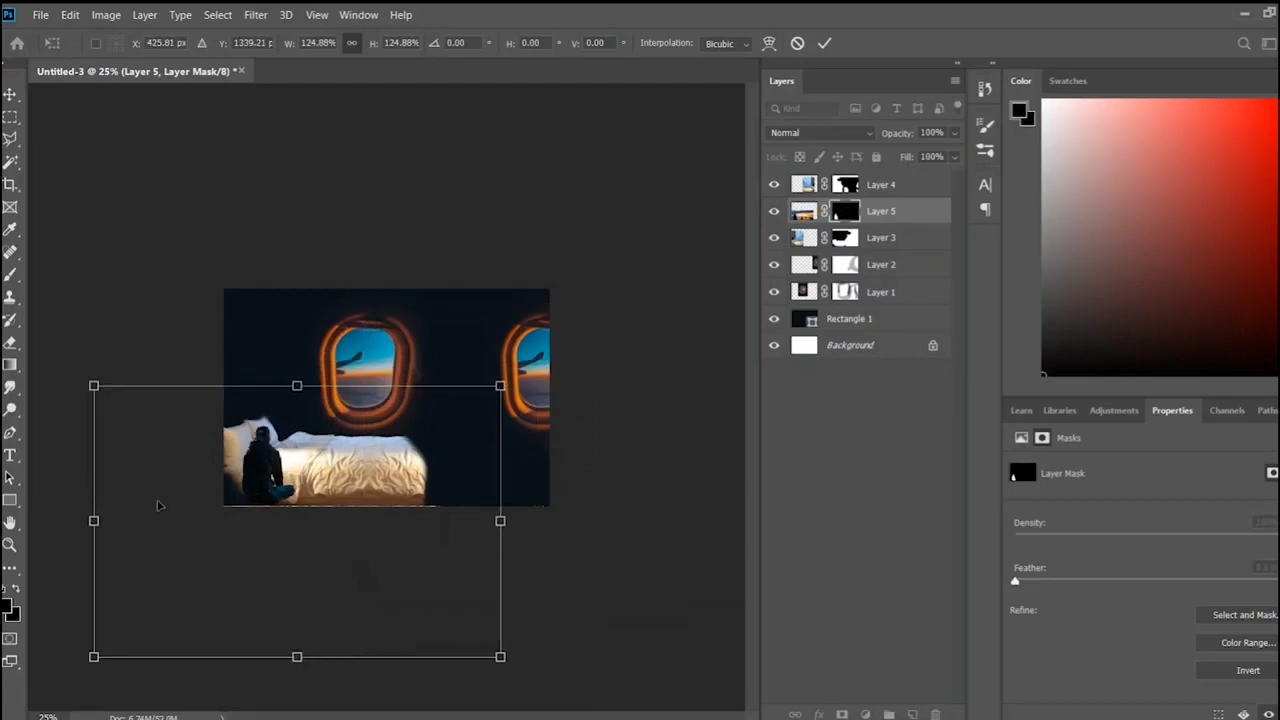 Ps File Edit Image Layer Type Select Filter 3D View Window Help
X: 425.81 px Y: 1339.21 p: W: 124.88% H: 124.88% 0.00 ° H: 0.00 ° V: 0.00 ° Interpolation: Bicubic
Untitled-3 @ 25% (Layer 5, Layer Mask/8) *
Layers
Color Swatches
Kind
Normal Opacity: 100%
Lock: Fill: 100%
Layer 4
Layer 5
Layer 3
Layer 2
Layer 1
Rectangle 1
Background
Learn Libraries Adjustments Properties Channels Paths
Masks
Layer Mask
Density:
Feather:
Refine:
Select and Mask
Color Range...
Invert
25% Doc: 6.74M/52.0M